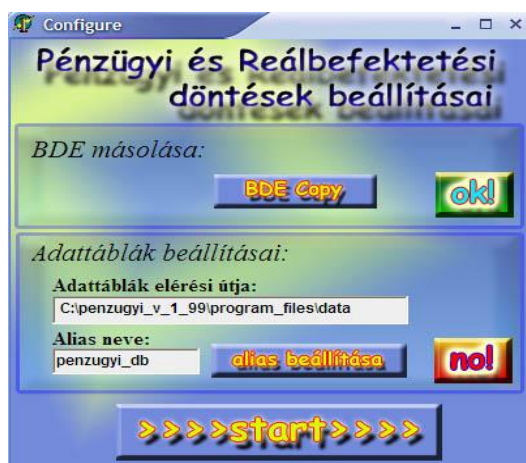 Configure
Pénzügyi és Reálbefektetési
döntések beállításai
BDE másolása:
BDE Copy
ok!
Adattáblák beállításai:
Adattáblák elérési útja:
C:\penzugyi_v_1_99\program_files\data
Alias neve:
penzugyi_db
alias beállítása
no!
>>>>start>>>>